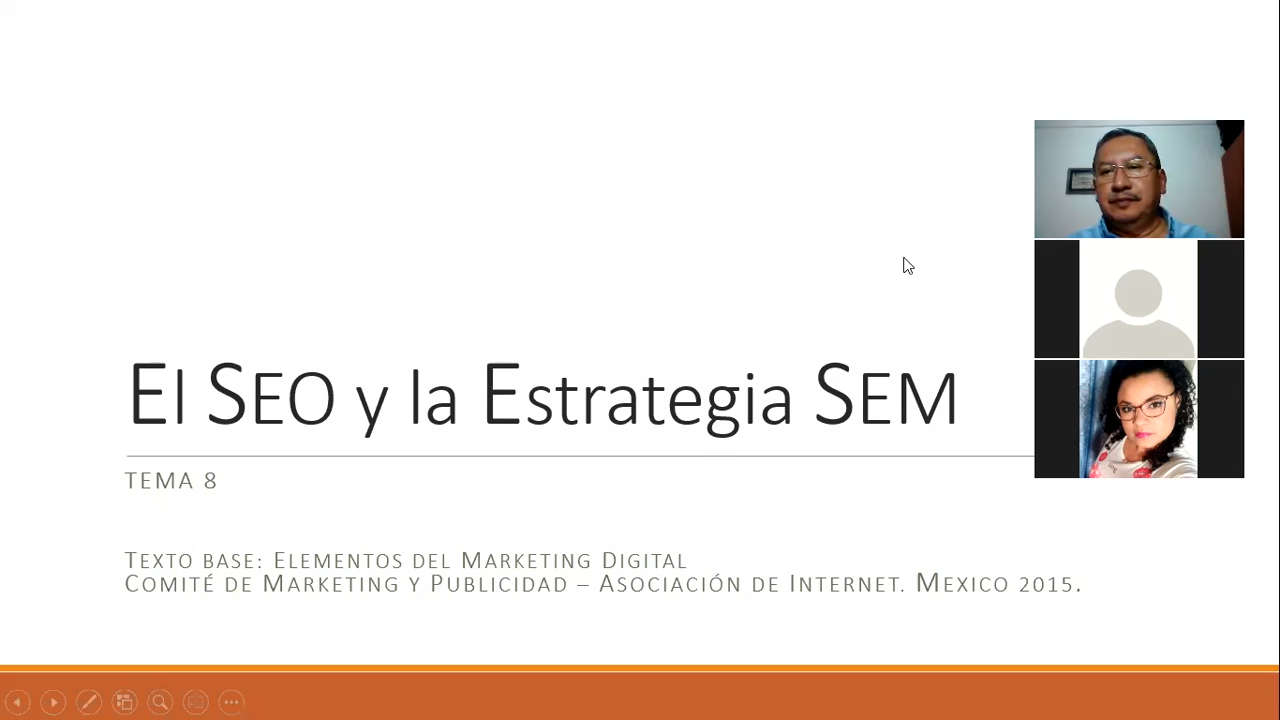 El SEO y la Estrategia SEM
TEMA 8
TEXTO BASE: ELEMENTOS DEL MARKETING DIGITAL
COMITÉ DE MARKETING Y PUBLICIDAD – ASOCIACIÓN DE INTERNET. MEXICO 2015.